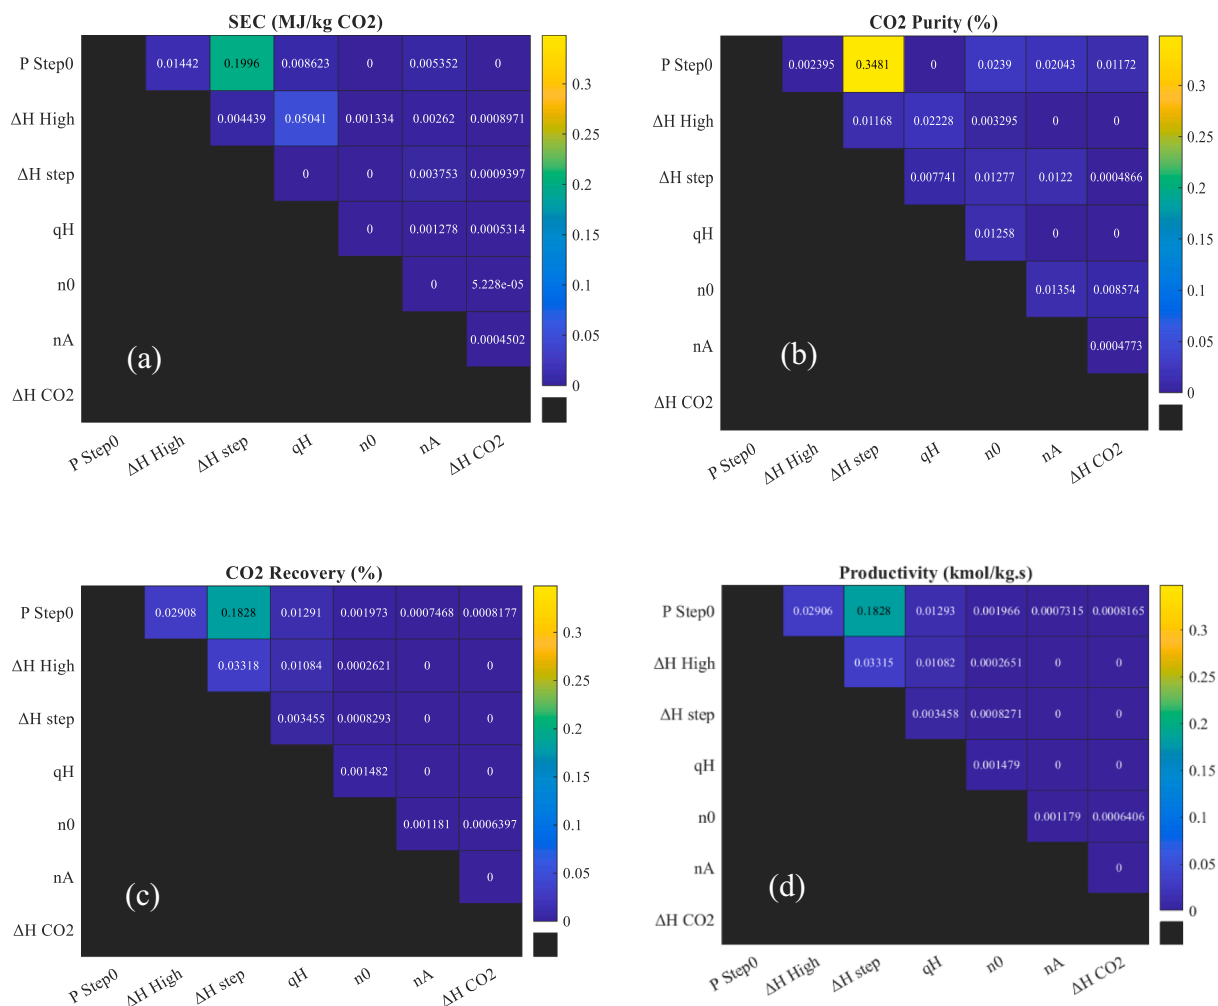 SEC (MJ/kg CO2)
P Step0 0.01442 0.1996 0.008623 0 0.005352 0
ΔH High 0.004439 0.05041 0.001334 0.00262 0.0008971
ΔH step 0 0 0.003753 0.0009397
qH 0 0.001278 0.0005314
n0 0 5.228e-05
nA 0.0004502
ΔH CO2
(a)
P Step0 ΔH High ΔH step qH n0 nA ΔH CO2
0.3
0.25
0.2
0.15
0.1
0.05
0
CO2 Purity (%)
P Step0 0.002395 0.3481 0 0.0239 0.02043 0.01172
ΔH High 0.01168 0.02228 0.003295 0 0
ΔH step 0.007741 0.01277 0.0122 0.0004866
qH 0.01258 0 0
n0 0.01354 0.008574
nA 0.0004773
ΔH CO2
(b)
P Step0 ΔH High ΔH step qH n0 nA ΔH CO2
0.3
0.25
0.2
0.15
0.1
0.05
0
CO2 Recovery (%)
P Step0 0.02908 0.1828 0.01291 0.001973 0.0007468 0.0008177
ΔH High 0.03318 0.01084 0.0002621 0 0
ΔH step 0.003455 0.0008293 0 0
qH 0.001482 0 0
n0 0.001181 0.0006397
nA 0
ΔH CO2
(c)
P Step0 ΔH High ΔH step qH n0 nA ΔH CO2
0.3
0.25
0.2
0.15
0.1
0.05
0
Productivity (kmol/kg.s)
P Step0 0.02906 0.1828 0.01293 0.001966 0.0007315 0.0008165
ΔH High 0.03315 0.01082 0.0002651 0 0
ΔH step 0.003458 0.0008271 0 0
qH 0.001479 0 0
n0 0.001179 0.0006406
nA 0
ΔH CO2
(d)
P Step0 ΔH High ΔH step qH n0 nA ΔH CO2
0.3
0.25
0.2
0.15
0.1
0.05
0